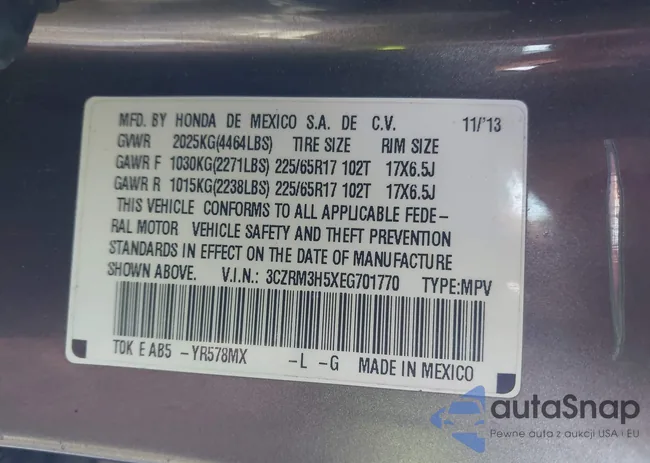 MFD. BY HONDA DE MEXICO S.A. DE C.V. 11/'13
GVWR 2025KG(4464LBS) TIRE SIZE RIM SIZE
GAWR F 1030KG(2271LBS) 225/65R17 102T 17X6.5J
GAWR R 1015KG(2238LBS) 225/65R17 102T 17X6.5J
THIS VEHICLE CONFORMS TO ALL APPLICABLE FEDE-
RAL MOTOR VEHICLE SAFETY AND THEFT PREVENTION
STANDARDS IN EFFECT ON THE DATE OF MANUFACTURE
SHOWN ABOVE. V.I.N.: 3CZRM3H5XEG701770 TYPE:MPV
TDK E AB5 -YR578MX -L -G MADE IN MEXICO
autaSnap
Pewne auta z aukcji USA i EU